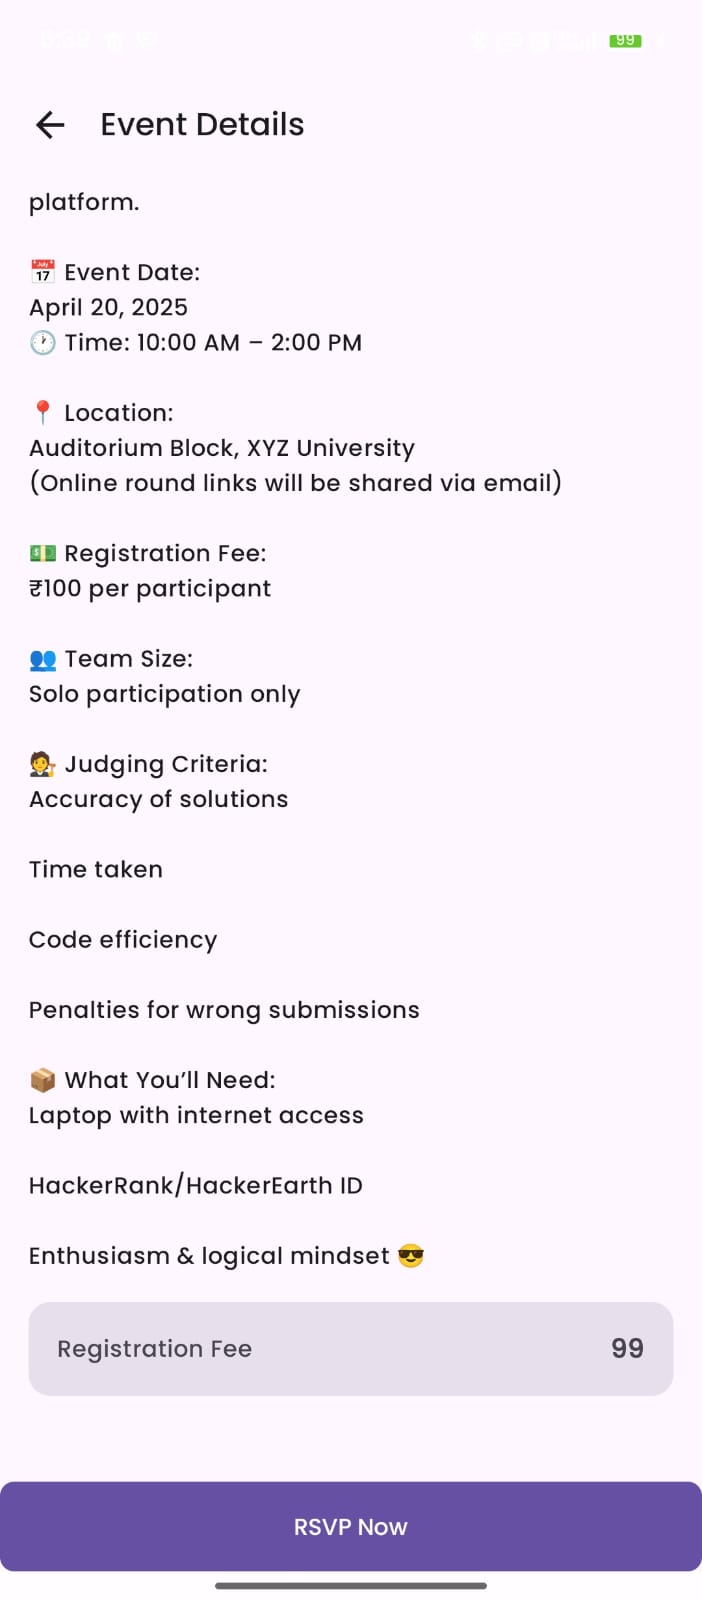 5:39
99
Event Details
platform.
📅 Event Date:
April 20, 2025
🕐 Time: 10:00 AM – 2:00 PM
📍 Location:
Auditorium Block, XYZ University
(Online round links will be shared via email)
💵 Registration Fee:
₹100 per participant
👥 Team Size:
Solo participation only
🧑‍⚖️ Judging Criteria:
Accuracy of solutions
Time taken
Code efficiency
Penalties for wrong submissions
📦 What You’ll Need:
Laptop with internet access
HackerRank/HackerEarth ID
Enthusiasm & logical mindset 😎
Registration Fee 99
RSVP Now